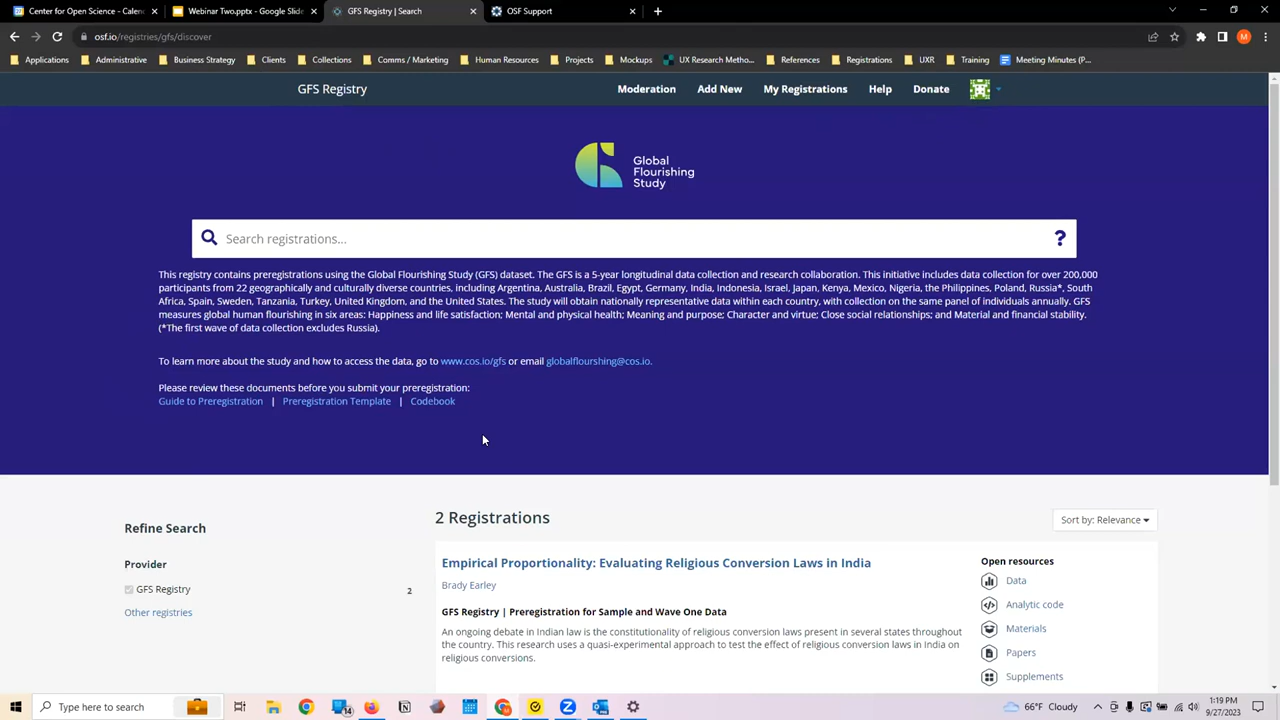 Center for Open Science - Calen
Webinar Two.pptx - Google Slide
GFS Registry | Search
OSF Support
osf.io/registries/gfs/discover
M
Applications
Administrative
Business Strategy
Clients
Collections
Comms / Marketing
Human Resources
Projects
Mockups
UX Research Metho...
References
Registrations
UXR
Training
Meeting Minutes (P...
GFS Registry
Moderation
Add New
My Registrations
Help
Donate
Global
Flourishing
Study
Search registrations...
?
This registry contains preregistrations using the Global Flourishing Study (GFS) dataset. The GFS is a 5-year longitudinal data collection and research collaboration. This initiative includes data collection for over 200,000
participants from 22 geographically and culturally diverse countries, including Argentina, Australia, Brazil, Egypt, Germany, India, Indonesia, Israel, Japan, Kenya, Mexico, Nigeria, the Philippines, Poland, Russia*, South
Africa, Spain, Sweden, Tanzania, Turkey, United Kingdom, and the United States. The study will obtain nationally representative data within each country, with collection on the same panel of individuals annually. GFS
measures global human flourishing in six areas: Happiness and life satisfaction; Mental and physical health; Meaning and purpose; Character and virtue; Close social relationships; and Material and financial stability.
(*The first wave of data collection excludes Russia).
To learn more about the study and how to access the data, go to www.cos.io/gfs or email globalflourshing@cos.io.
Please review these documents before you submit your preregistration:
Guide to Preregistration | Preregistration Template | Codebook
Refine Search
Provider
GFS Registry 2
Other registries
2 Registrations
Sort by: Relevance
Empirical Proportionality: Evaluating Religious Conversion Laws in India
Brady Earley
GFS Registry | Preregistration for Sample and Wave One Data
An ongoing debate in Indian law is the constitutionality of religious conversion laws present in several states throughout
the country. This research uses a quasi-experimental approach to test the effect of religious conversion laws in India on
religious conversions.
Open resources
Data
Analytic code
Materials
Papers
Supplements
Type here to search
14
66°F Cloudy
1:19 PM
9/27/2023